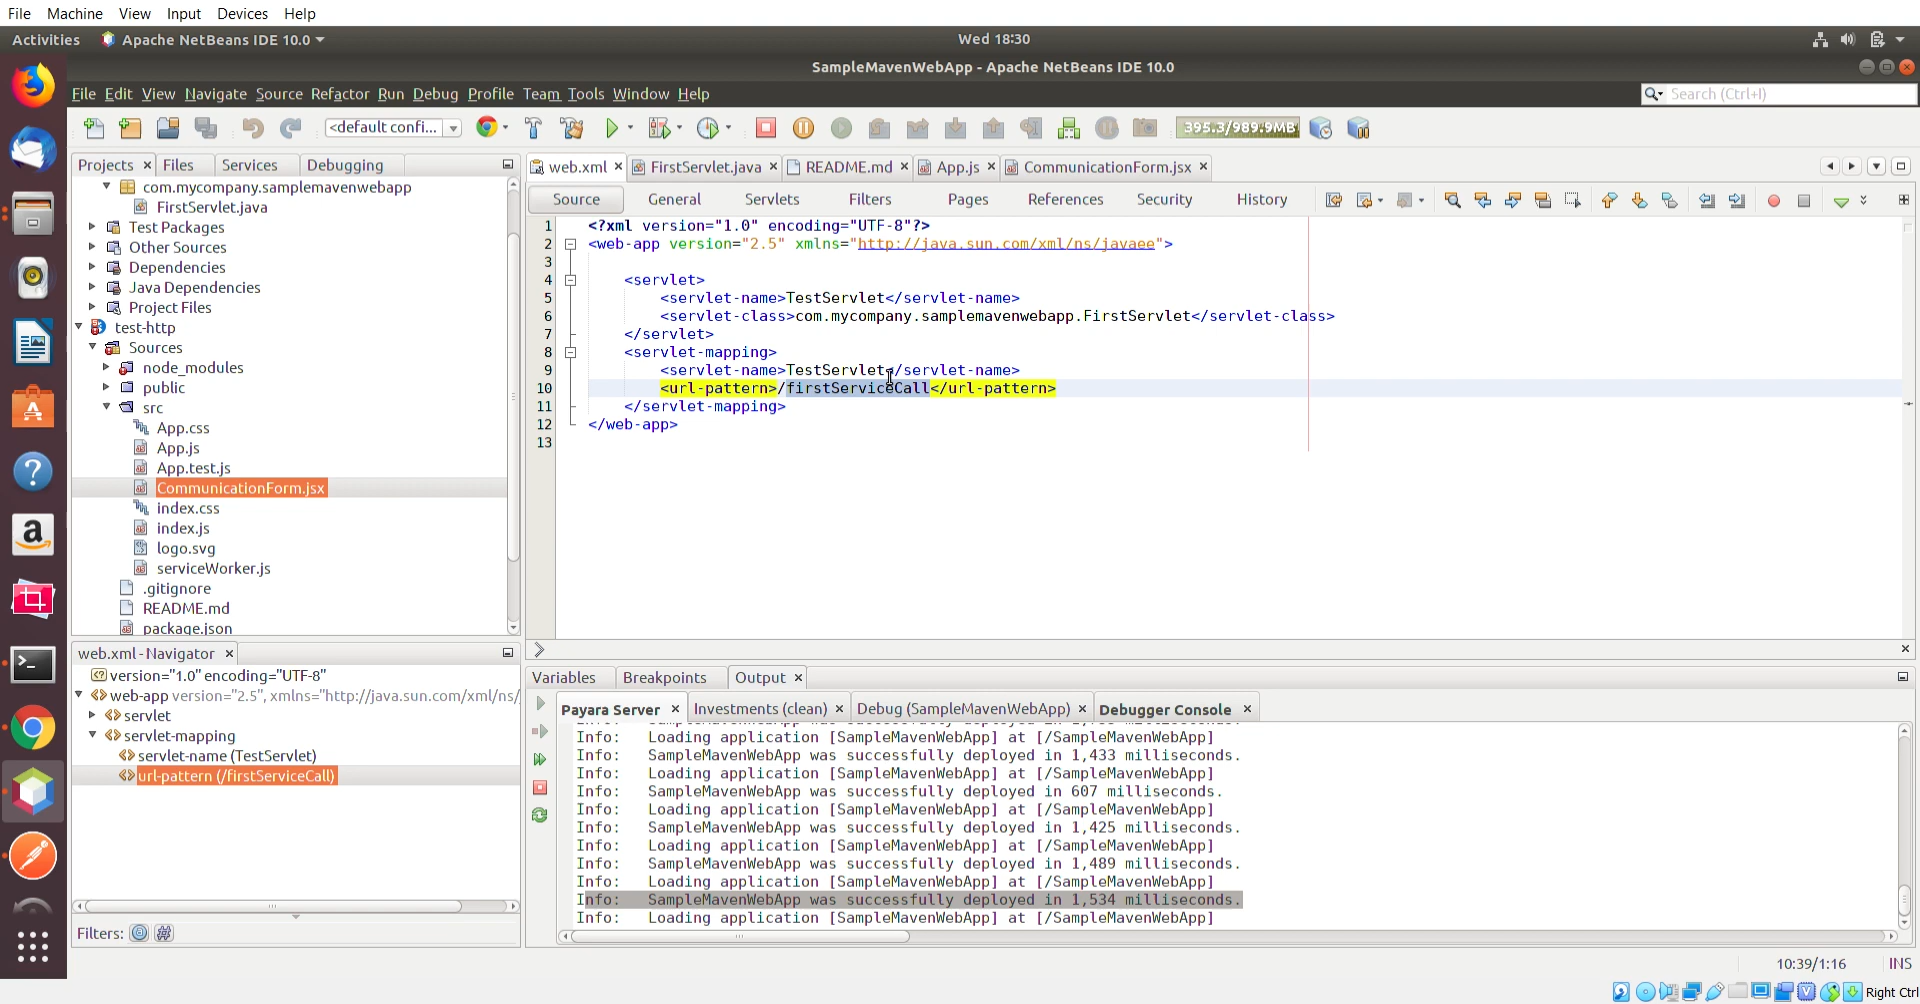 File Machine View Input Devices Help
Activities Apache NetBeans IDE 10.0 Wed 18:30
SampleMavenWebApp - Apache NetBeans IDE 10.0
File Edit View Navigate Source Refactor Run Debug Profile Team Tools Window Help Search (Ctrl+I)
<default confi... 395.3/989.9MB
Projects Files Services Debugging
web.xml FirstServlet.java README.md App.js CommunicationForm.jsx
Source General Servlets Filters Pages References Security History
com.mycompany.samplemavenwebapp
FirstServlet.java
Test Packages
Other Sources
Dependencies
Java Dependencies
Project Files
test-http
Sources
node_modules
public
src
App.css
App.js
App.test.js
CommunicationForm.jsx
index.css
index.js
logo.svg
serviceWorker.js
.gitignore
README.md
package.json
1 <?xml version="1.0" encoding="UTF-8"?>
2 <web-app version="2.5" xmlns="http://java.sun.com/xml/ns/javaee">
3
4 <servlet>
5 <servlet-name>TestServlet</servlet-name>
6 <servlet-class>com.mycompany.samplemavenwebapp.FirstServlet</servlet-class>
7 </servlet>
8 <servlet-mapping>
9 <servlet-name>TestServlet</servlet-name>
10 <url-pattern>/firstServiceCall</url-pattern>
11 </servlet-mapping>
12 </web-app>
13
web.xml - Navigator
version="1.0" encoding="UTF-8"
web-app version="2.5", xmlns="http://java.sun.com/xml/ns/
servlet
servlet-mapping
servlet-name (TestServlet)
url-pattern (/firstServiceCall)
Filters:
Variables Breakpoints Output
Payara Server Investments (clean) Debug (SampleMavenWebApp) Debugger Console
Info: Loading application [SampleMavenWebApp] at [/SampleMavenWebApp]
Info: SampleMavenWebApp was successfully deployed in 1,433 milliseconds.
Info: Loading application [SampleMavenWebApp] at [/SampleMavenWebApp]
Info: SampleMavenWebApp was successfully deployed in 607 milliseconds.
Info: Loading application [SampleMavenWebApp] at [/SampleMavenWebApp]
Info: SampleMavenWebApp was successfully deployed in 1,425 milliseconds.
Info: Loading application [SampleMavenWebApp] at [/SampleMavenWebApp]
Info: SampleMavenWebApp was successfully deployed in 1,489 milliseconds.
Info: Loading application [SampleMavenWebApp] at [/SampleMavenWebApp]
Info: SampleMavenWebApp was successfully deployed in 1,534 milliseconds.
Info: Loading application [SampleMavenWebApp] at [/SampleMavenWebApp]
10:39/1:16 INS
Right Ctrl